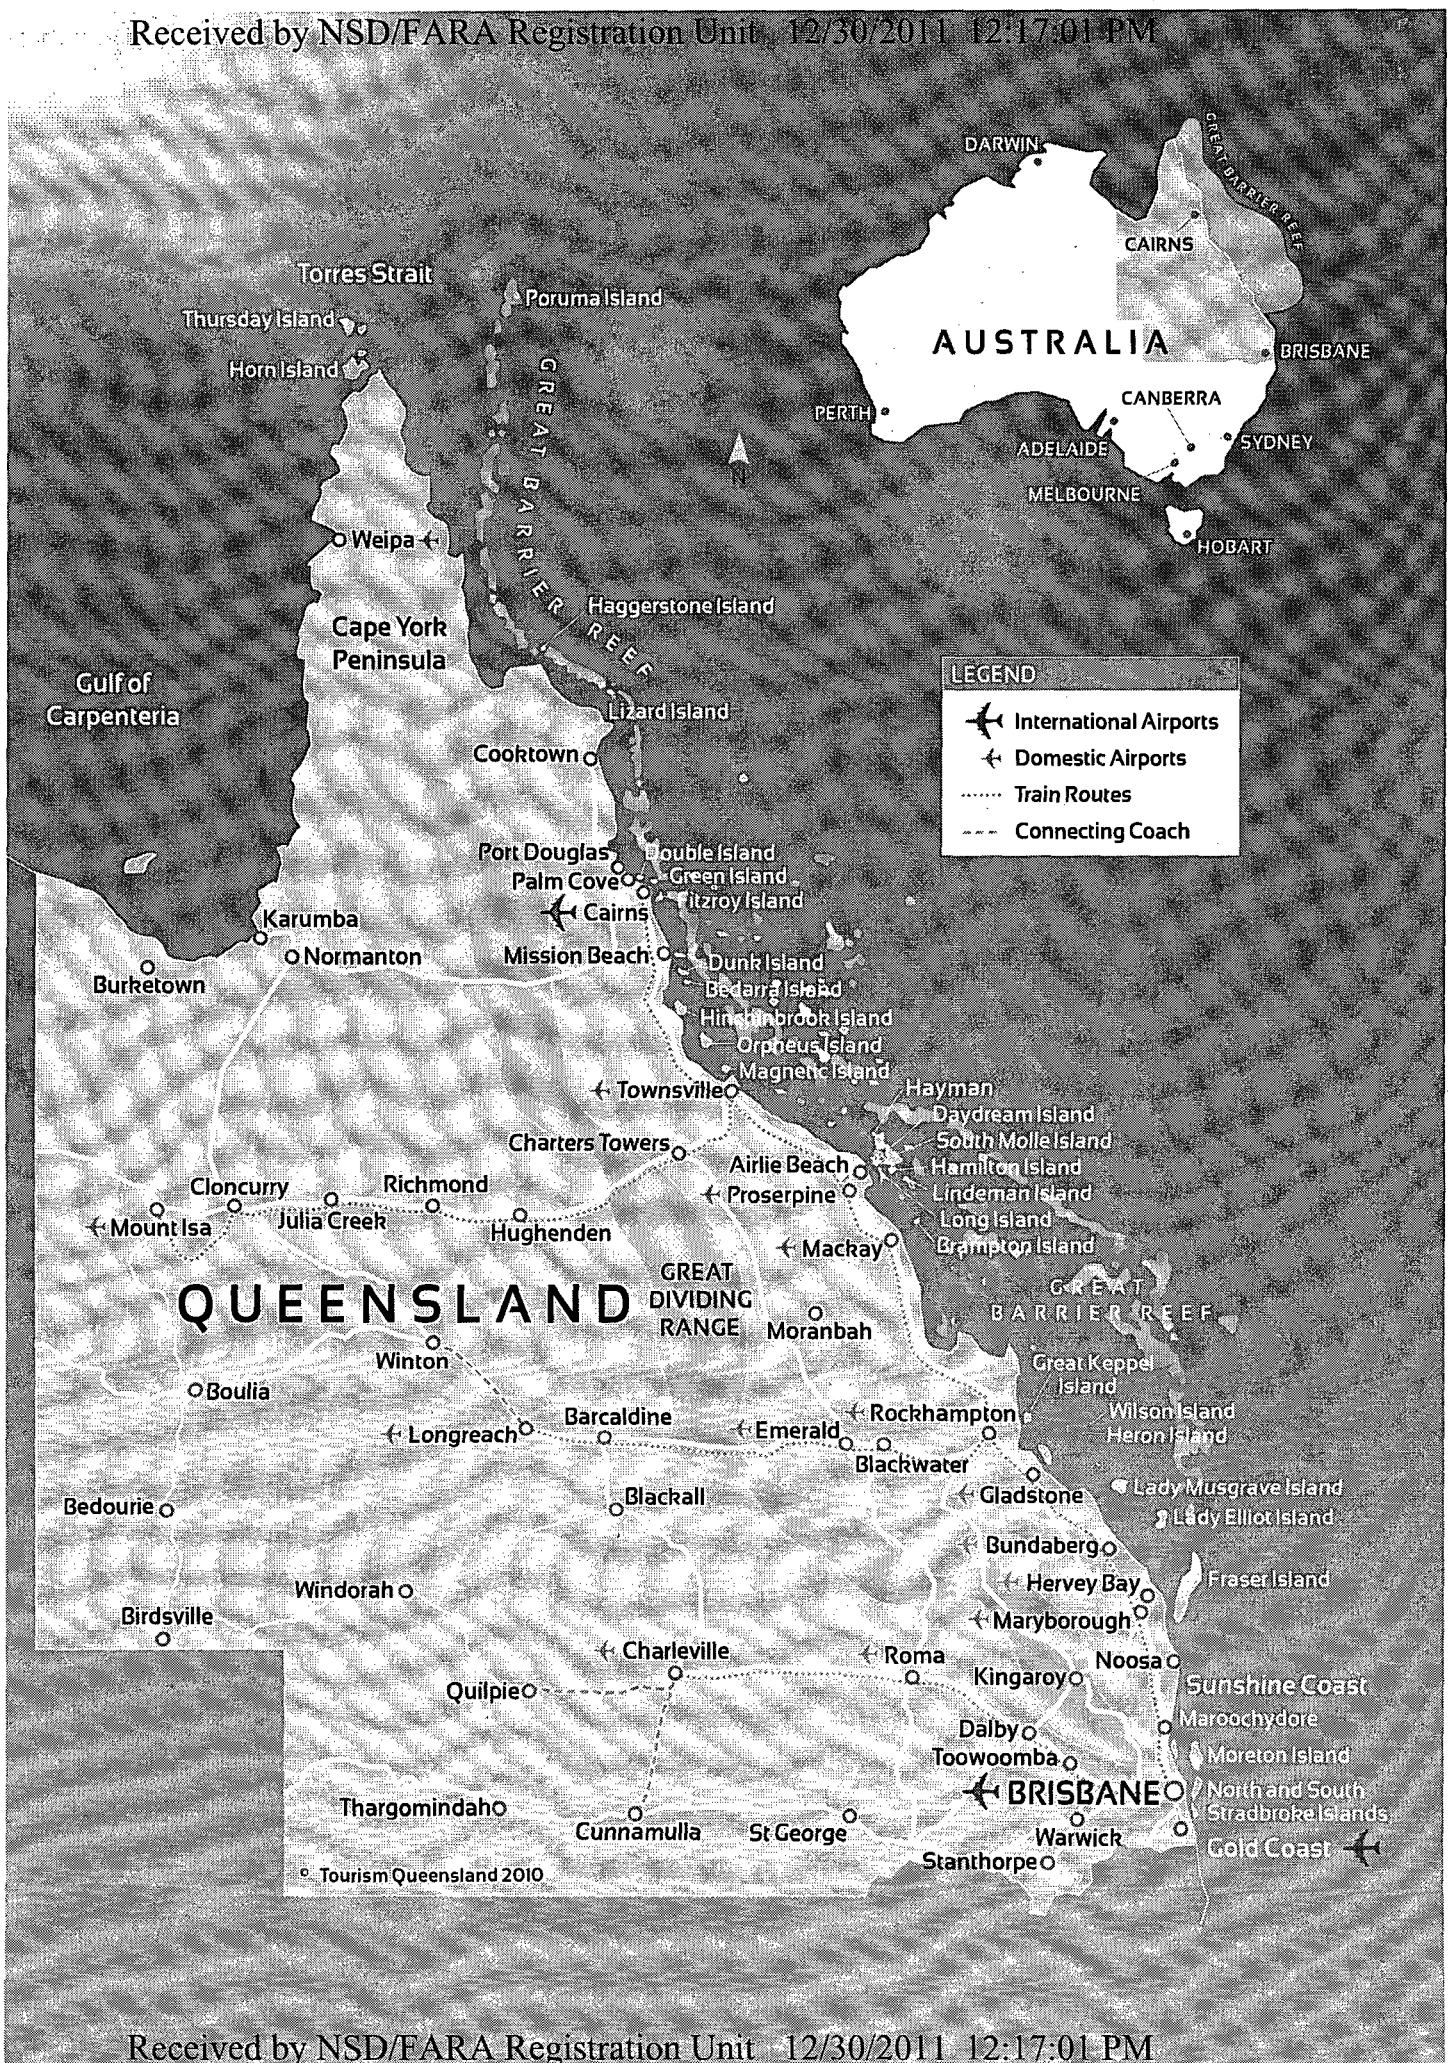 Received by NSD/FARA Registration Unit 12/30/2011 12:17:01 PM
DARWIN
GREAT BARRIER REEF
CAIRNS
AUSTRALIA
BRISBANE
CANBERRA
PERTH
ADELAIDE
SYDNEY
MELBOURNE
HOBART
Torres Strait
Poruma Island
Thursday Island
Horn Island
GREAT BARRIER REEF
N
Weipa
Haggerstone Island
Cape York
Peninsula
Gulf of
Carpenteria
LEGEND
International Airports
Domestic Airports
Train Routes
Connecting Coach
Lizard Island
Cooktown
Port Douglas
Double Island
Palm Cove
Green Island
Fitzroy Island
Cairns
Karumba
Normanton
Mission Beach
Dunk Island
Burketown
Bedarra Island
Hinchinbrook Island
Orpheus Island
Magnetic Island
Townsville
Hayman
Daydream Island
Charters Towers
South Molle Island
Airlie Beach
Hamilton Island
Cloncurry
Richmond
Proserpine
Lindeman Island
Mount Isa
Julia Creek
Hughenden
Long Island
Mackay
Brampton Island
QUEENSLAND
GREAT
DIVIDING
RANGE
GREAT
BARRIER REEF
Moranbah
Winton
Great Keppel
Island
Boulia
Longreach
Barcaldine
Emerald
Rockhampton
Wilson Island
Heron Island
Blackwater
Bedourie
Blackall
Gladstone
Lady Musgrave Island
Lady Elliot Island
Bundaberg
Windorah
Hervey Bay
Fraser Island
Birdsville
Maryborough
Charleville
Roma
Noosa
Quilpie
Kingaroy
Sunshine Coast
Dalby
Maroochydore
Toowoomba
Moreton Island
BRISBANE
North and South
Stradbroke Islands
Thargomindah
Cunnamulla
St George
Warwick
Gold Coast
Stanthorpe
© Tourism Queensland 2010
Received by NSD/FARA Registration Unit 12/30/2011 12:17:01 PM